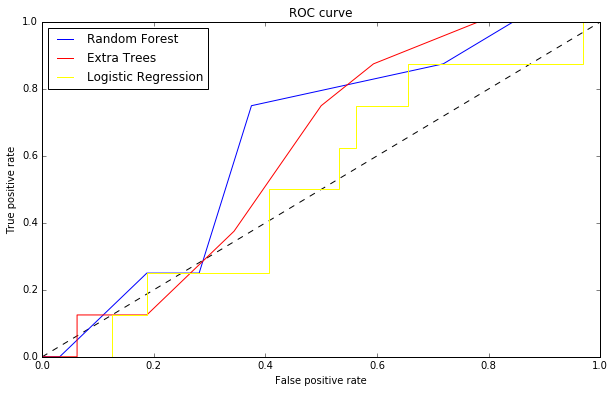 ROC curve
Random Forest
Extra Trees
Logistic Regression
True positive rate
1.0
0.8
0.6
0.4
0.2
0.0
0.0 0.2 0.4 0.6 0.8 1.0
False positive rate